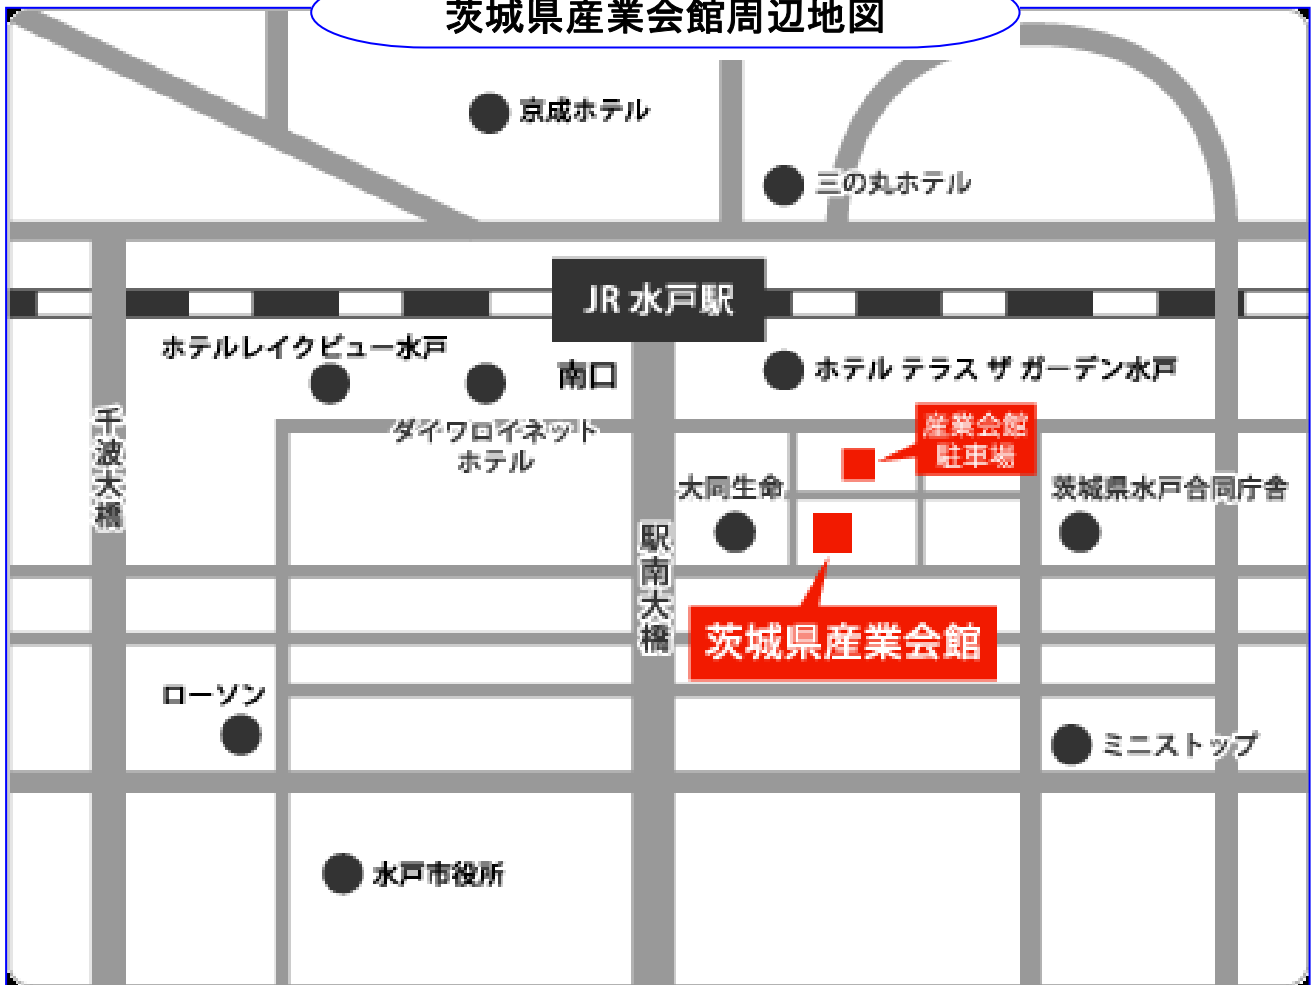 茨城県産業会館周辺地図
京成ホテル
三の丸ホテル
JR 水戸駅
ホテルレイクビュー水戸
南口
ホテル テラス ザ ガーデン水戸
ダイワロイネット
ホテル
千波大橋
産業会館
駐車場
大同生命
茨城県水戸合同庁舎
駅南大橋
茨城県産業会館
ローソン
ミニストップ
水戸市役所